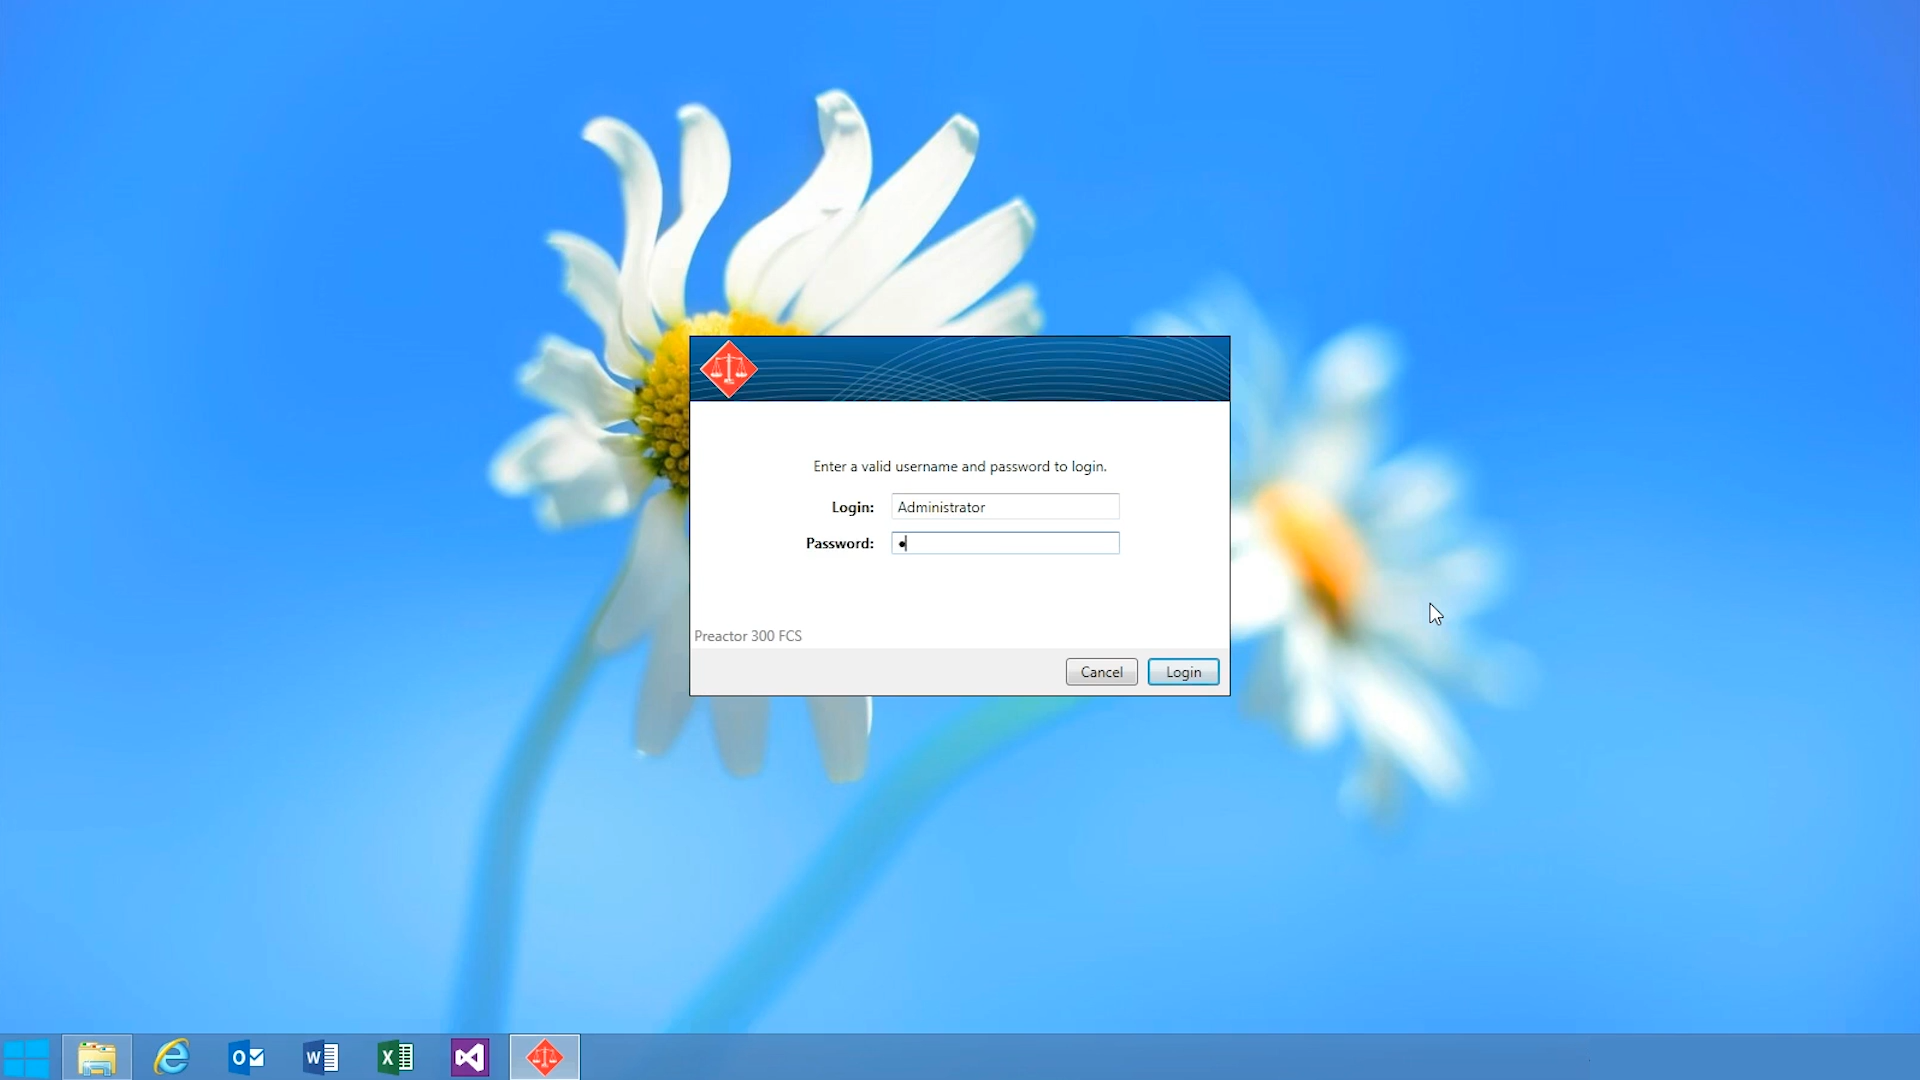 Enter a valid username and password to login.
Login: Administrator
Password: ●
Preactor 300 FCS
Cancel Login